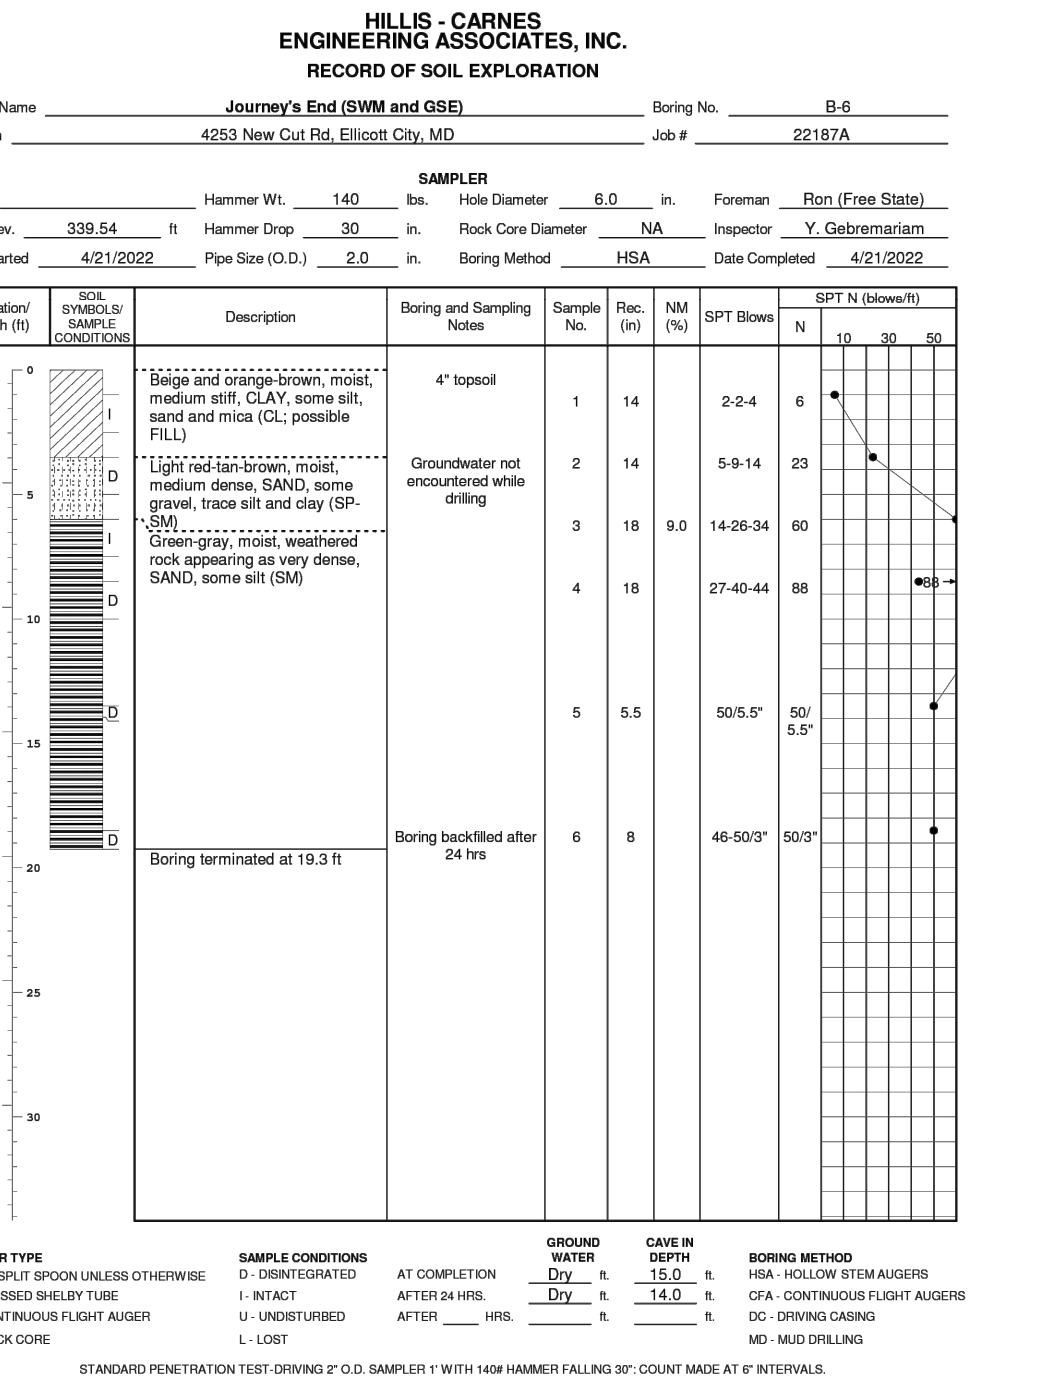 HILLIS - CARNES
ENGINEERING ASSOCIATES, INC.
RECORD OF SOIL EXPLORATION
Name Journey's End (SWM and GSE) Boring No. B-6
4253 New Cut Rd, Ellicott City, MD Job # 22187A
SAMPLER
Hammer Wt. 140 lbs. Hole Diameter 6.0 in. Foreman Ron (Free State)
ev. 339.54 ft Hammer Drop 30 in. Rock Core Diameter NA Inspector Y. Gebremariam
arted 4/21/2022 Pipe Size (O.D.) 2.0 in. Boring Method HSA Date Completed 4/21/2022
ation/
h (ft)
SOIL
SYMBOLS/
SAMPLE
CONDITIONS
Description
Boring and Sampling
Notes
Sample
No.
Rec.
(in)
NM
(%)
SPT Blows
SPT N (blows/ft)
N
10 30 50
0
Beige and orange-brown, moist,
medium stiff, CLAY, some silt,
sand and mica (CL; possible
FILL)
4" topsoil
I
1 14 2-2-4 6
Light red-tan-brown, moist,
medium dense, SAND, some
gravel, trace silt and clay (SP-
SM)
Groundwater not
encountered while
drilling
D
2 14 5-9-14 23
5
Green-gray, moist, weathered
rock appearing as very dense,
SAND, some silt (SM)
I
3 18 9.0 14-26-34 60
D
4 18 27-40-44 88
88
10
D
5 5.5 50/5.5" 50/
5.5"
15
D
Boring backfilled after
24 hrs
6 8 46-50/3" 50/3"
Boring terminated at 19.3 ft
20
25
30
R TYPE
SPLIT SPOON UNLESS OTHERWISE
SSED SHELBY TUBE
NTINUOUS FLIGHT AUGER
CK CORE
SAMPLE CONDITIONS
D - DISINTEGRATED
I - INTACT
U - UNDISTURBED
L - LOST
GROUND
WATER
CAVE IN
DEPTH
AT COMPLETION Dry ft. 15.0 ft.
AFTER 24 HRS. Dry ft. 14.0 ft.
AFTER HRS. ft. ft.
BORING METHOD
HSA - HOLLOW STEM AUGERS
CFA - CONTINUOUS FLIGHT AUGERS
DC - DRIVING CASING
MD - MUD DRILLING
STANDARD PENETRATION TEST-DRIVING 2" O.D. SAMPLER 1' WITH 140# HAMMER FALLING 30": COUNT MADE AT 6" INTERVALS.